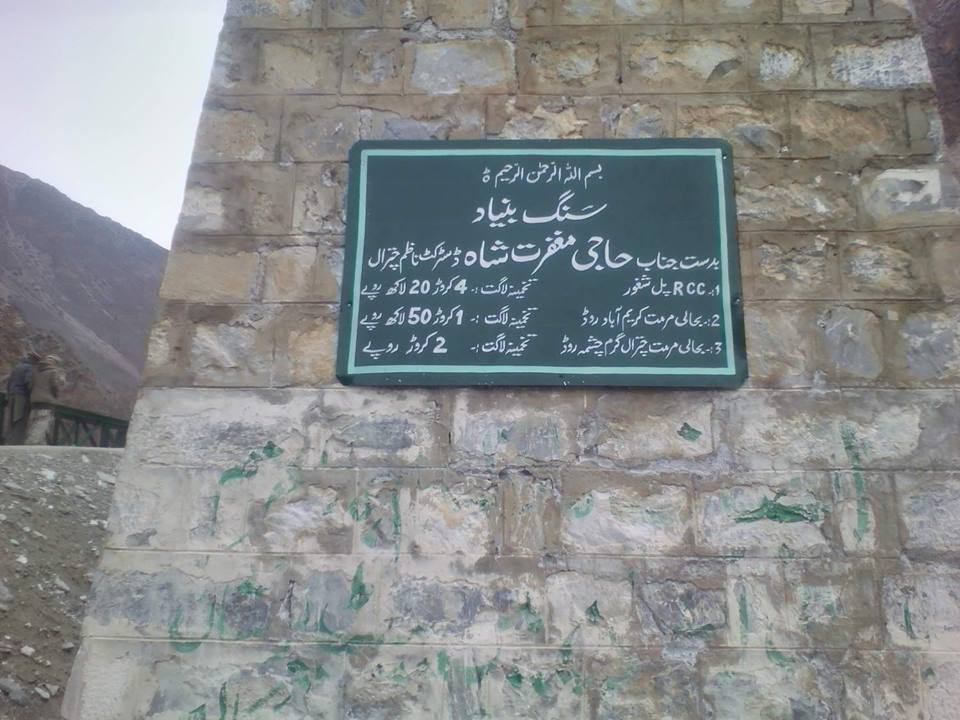 بسم اللہ الرحمٰن الرحیم ○
سنگ بنیاد
بدست جناب حاجی مغفرت شاہ ڈسٹرکٹ ناظم چترال
1:۔ RCC پل شغور تخمینہ لاگت :۔ 4 کروڑ 20 لاکھ روپے
2:۔ بحالی مرمت کریم آباد روڈ تخمینہ لاگت :۔ 1 کروڑ 50 لاکھ روپے
3:۔ بحالی مرمت چترال گرم چشمہ روڈ تخمینہ لاگت :۔ 2 کروڑ روپے